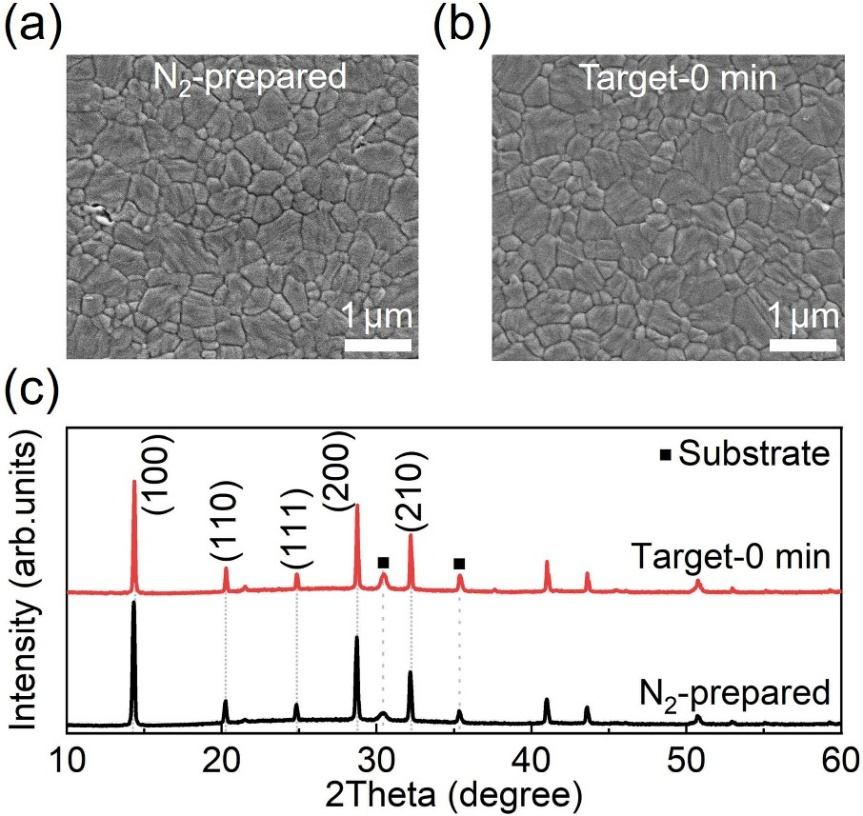 (a)
N₂-prepared
1 μm
(b)
Target-0 min
1 μm
(c)
Intensity (arb.units)
(100)
(110)
(111)
(200)
(210)
■ Substrate
Target-0 min
N₂-prepared
10 20 30 40 50 60
2Theta (degree)